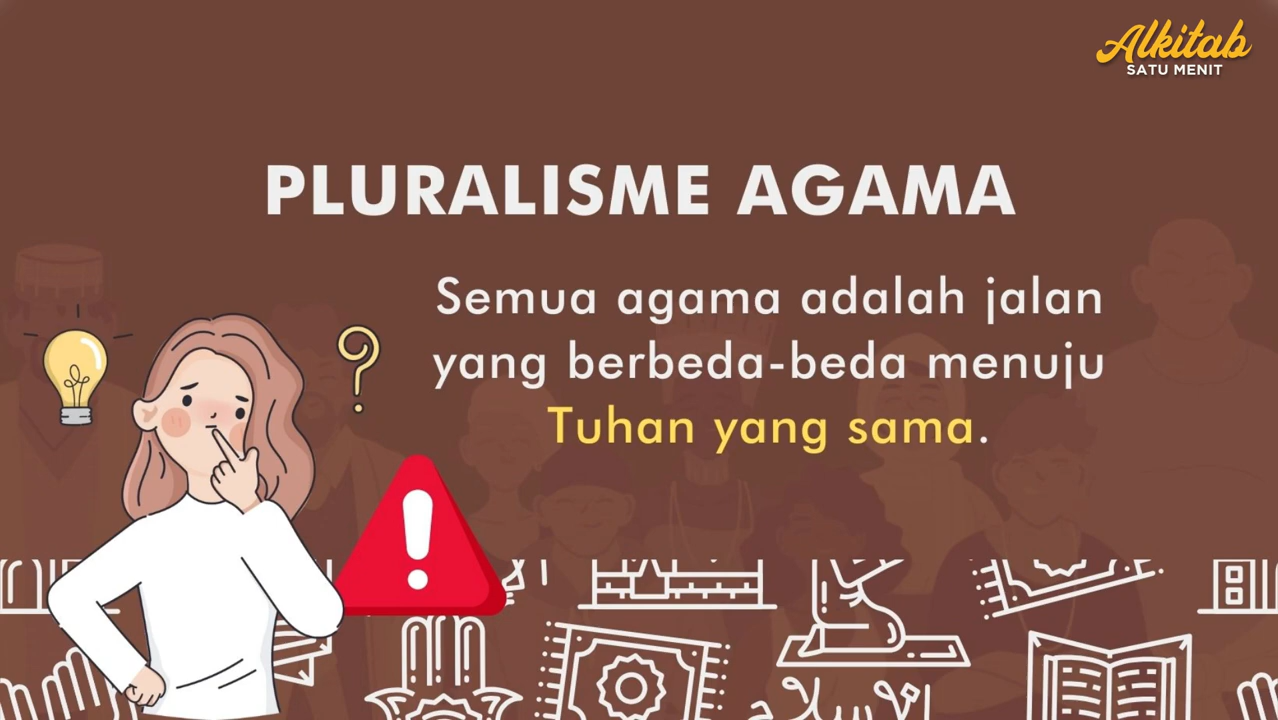 Alkitab
SATU MENIT
PLURALISME AGAMA
Semua agama adalah jalan
yang berbeda-beda menuju
Tuhan yang sama.